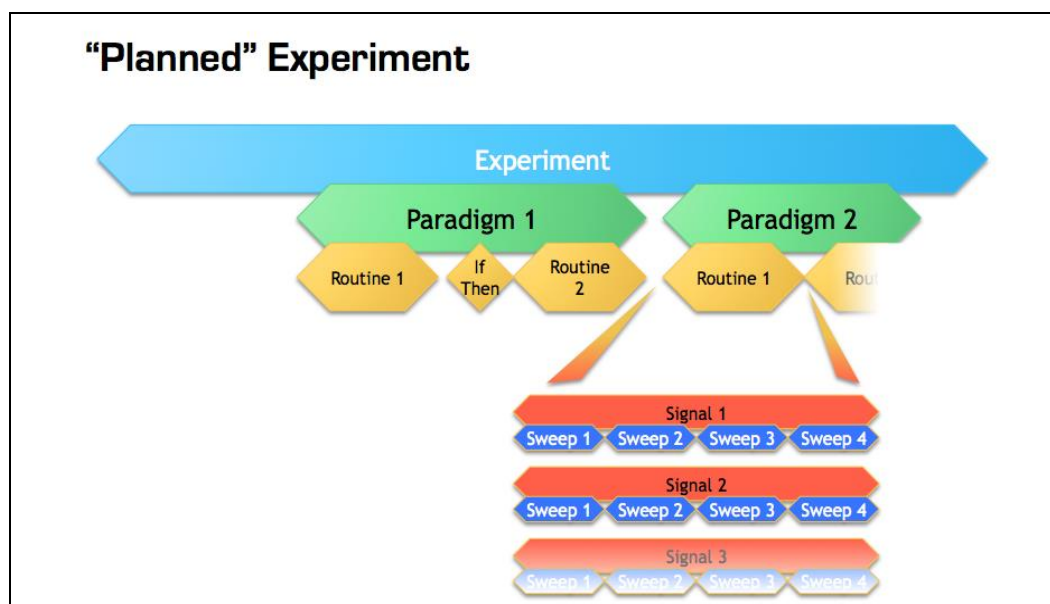 “Planned” Experiment
Experiment
Paradigm 1
Paradigm 2
Routine 1
If
Then
Routine
2
Routine 1
Signal 1
Sweep 1
Sweep 2
Sweep 3
Sweep 4
Signal 2
Sweep 1
Sweep 2
Sweep 3
Sweep 4
Signal 3
Sweep 1
Sweep 2
Sweep 3
Sweep 4